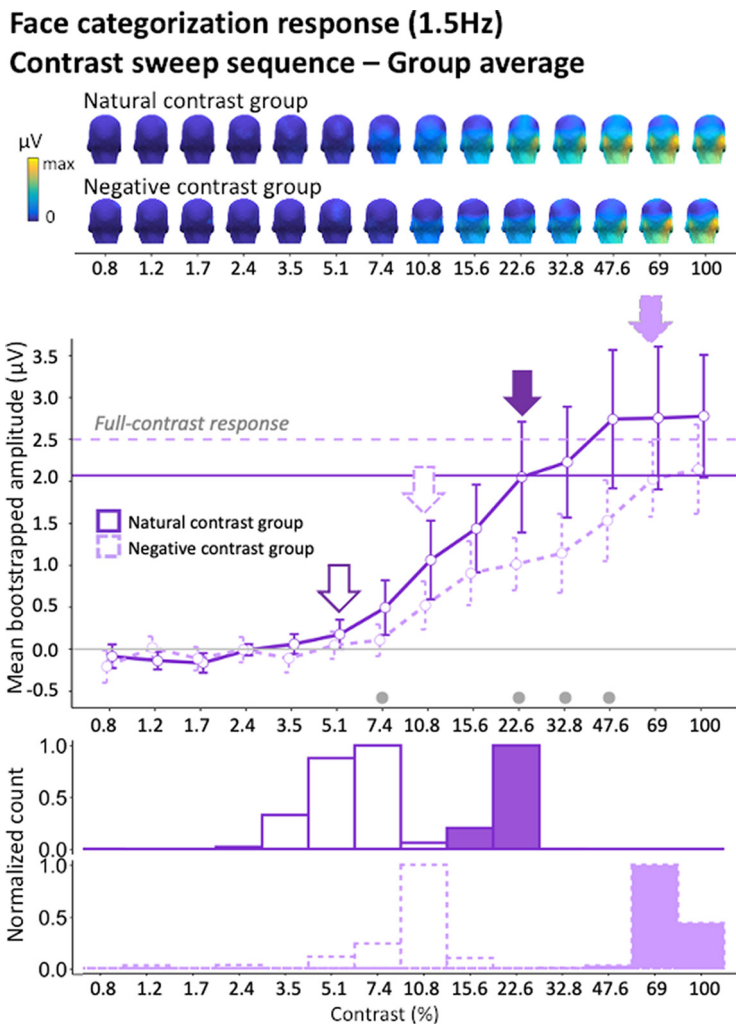 Face categorization response (1.5Hz)
Contrast sweep sequence – Group average
Natural contrast group
μV
max
0
Negative contrast group
0.8 1.2 1.7 2.4 3.5 5.1 7.4 10.8 15.6 22.6 32.8 47.6 69 100
Mean bootstrapped amplitude (μV)
3.5
3.0
Full-contrast response
2.5
2.0
1.5
Natural contrast group
Negative contrast group
1.0
0.5
0.0
-0.5
0.8 1.2 1.7 2.4 3.5 5.1 7.4 10.8 15.6 22.6 32.8 47.6 69 100
Normalized count
1.0
0.5
0.0
1.0
0.5
0.0
0.8 1.2 1.7 2.4 3.5 5.1 7.4 10.8 15.6 22.6 32.8 47.6 69 100
Contrast (%)